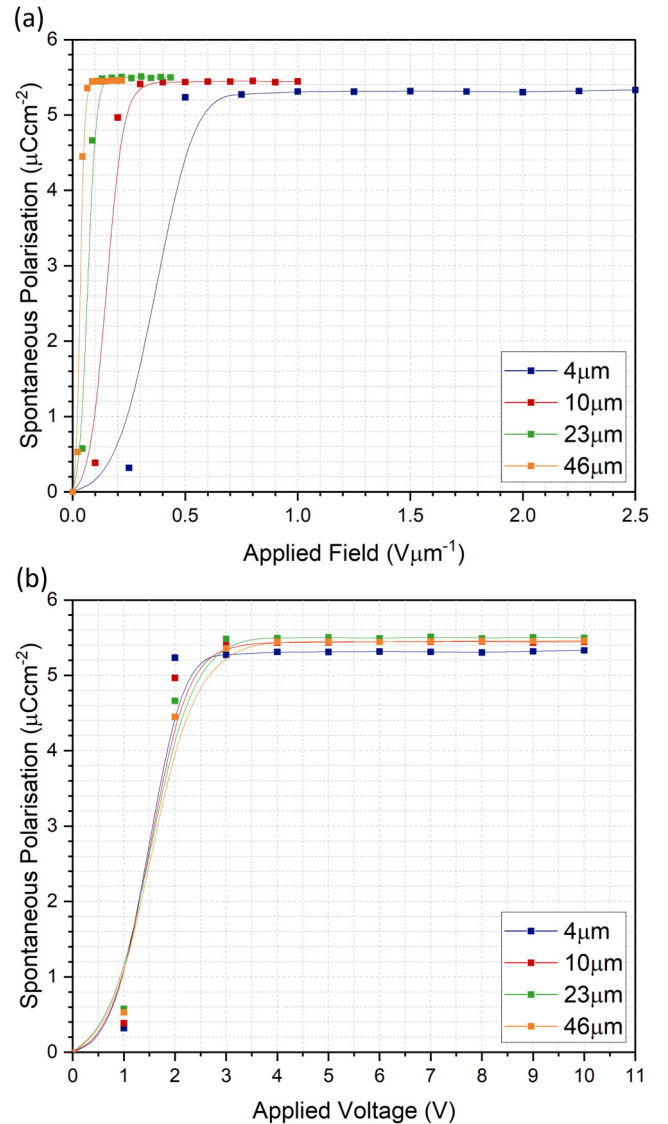 (a)
6
5
4
3
2
1
0
0.0 0.5 1.0 1.5 2.0 2.5
Spontaneous Polarisation (μCcm⁻²)
Applied Field (Vμm⁻¹)
4μm
10μm
23μm
46μm
(b)
6
5
4
3
2
1
0
0 1 2 3 4 5 6 7 8 9 10 11
Spontaneous Polarisation (μCcm⁻²)
Applied Voltage (V)
4μm
10μm
23μm
46μm